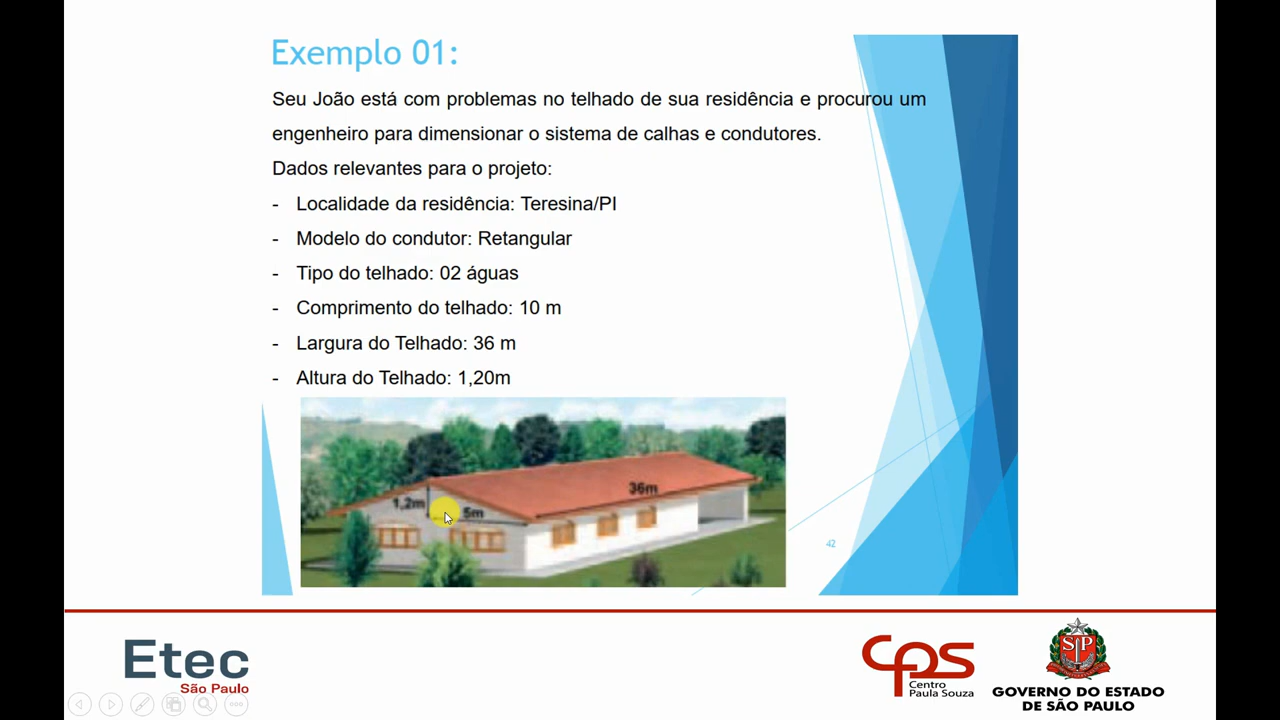 Exemplo 01:
Seu João está com problemas no telhado de sua residência e procurou um
engenheiro para dimensionar o sistema de calhas e condutores.
Dados relevantes para o projeto:
- Localidade da residência: Teresina/PI
- Modelo do condutor: Retangular
- Tipo do telhado: 02 águas
- Comprimento do telhado: 10 m
- Largura do Telhado: 36 m
- Altura do Telhado: 1,20m
36m
1,2m
5m
42
Etec
São Paulo
CPS
Centro
Paula Souza
SP
GOVERNO DO ESTADO
DE SÃO PAULO